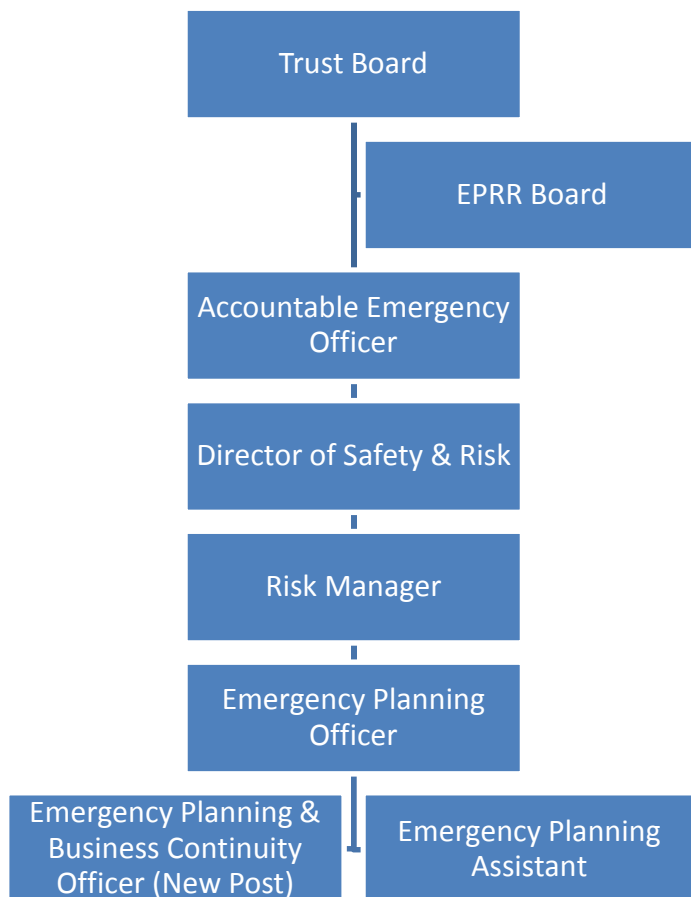 Trust Board
EPRR Board
Accountable Emergency
Officer
Director of Safety & Risk
Risk Manager
Emergency Planning
Officer
Emergency Planning &
Business Continuity
Officer (New Post)
Emergency Planning
Assistant